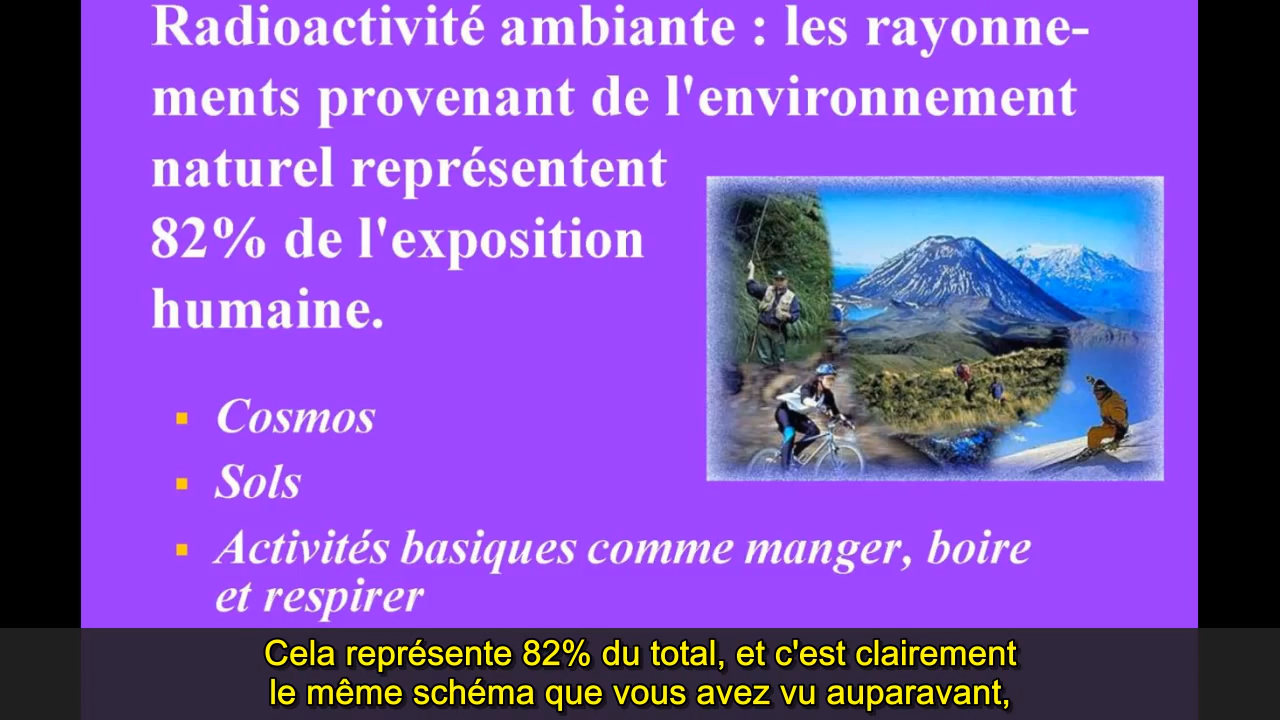 Radioactivité ambiante : les rayonne-
ments provenant de l'environnement
naturel représentent
82% de l'exposition
humaine.
Cosmos
Sols
Activités basiques comme manger, boire
et respirer
Cela représente 82% du total, et c'est clairement
le même schéma que vous avez vu auparavant,